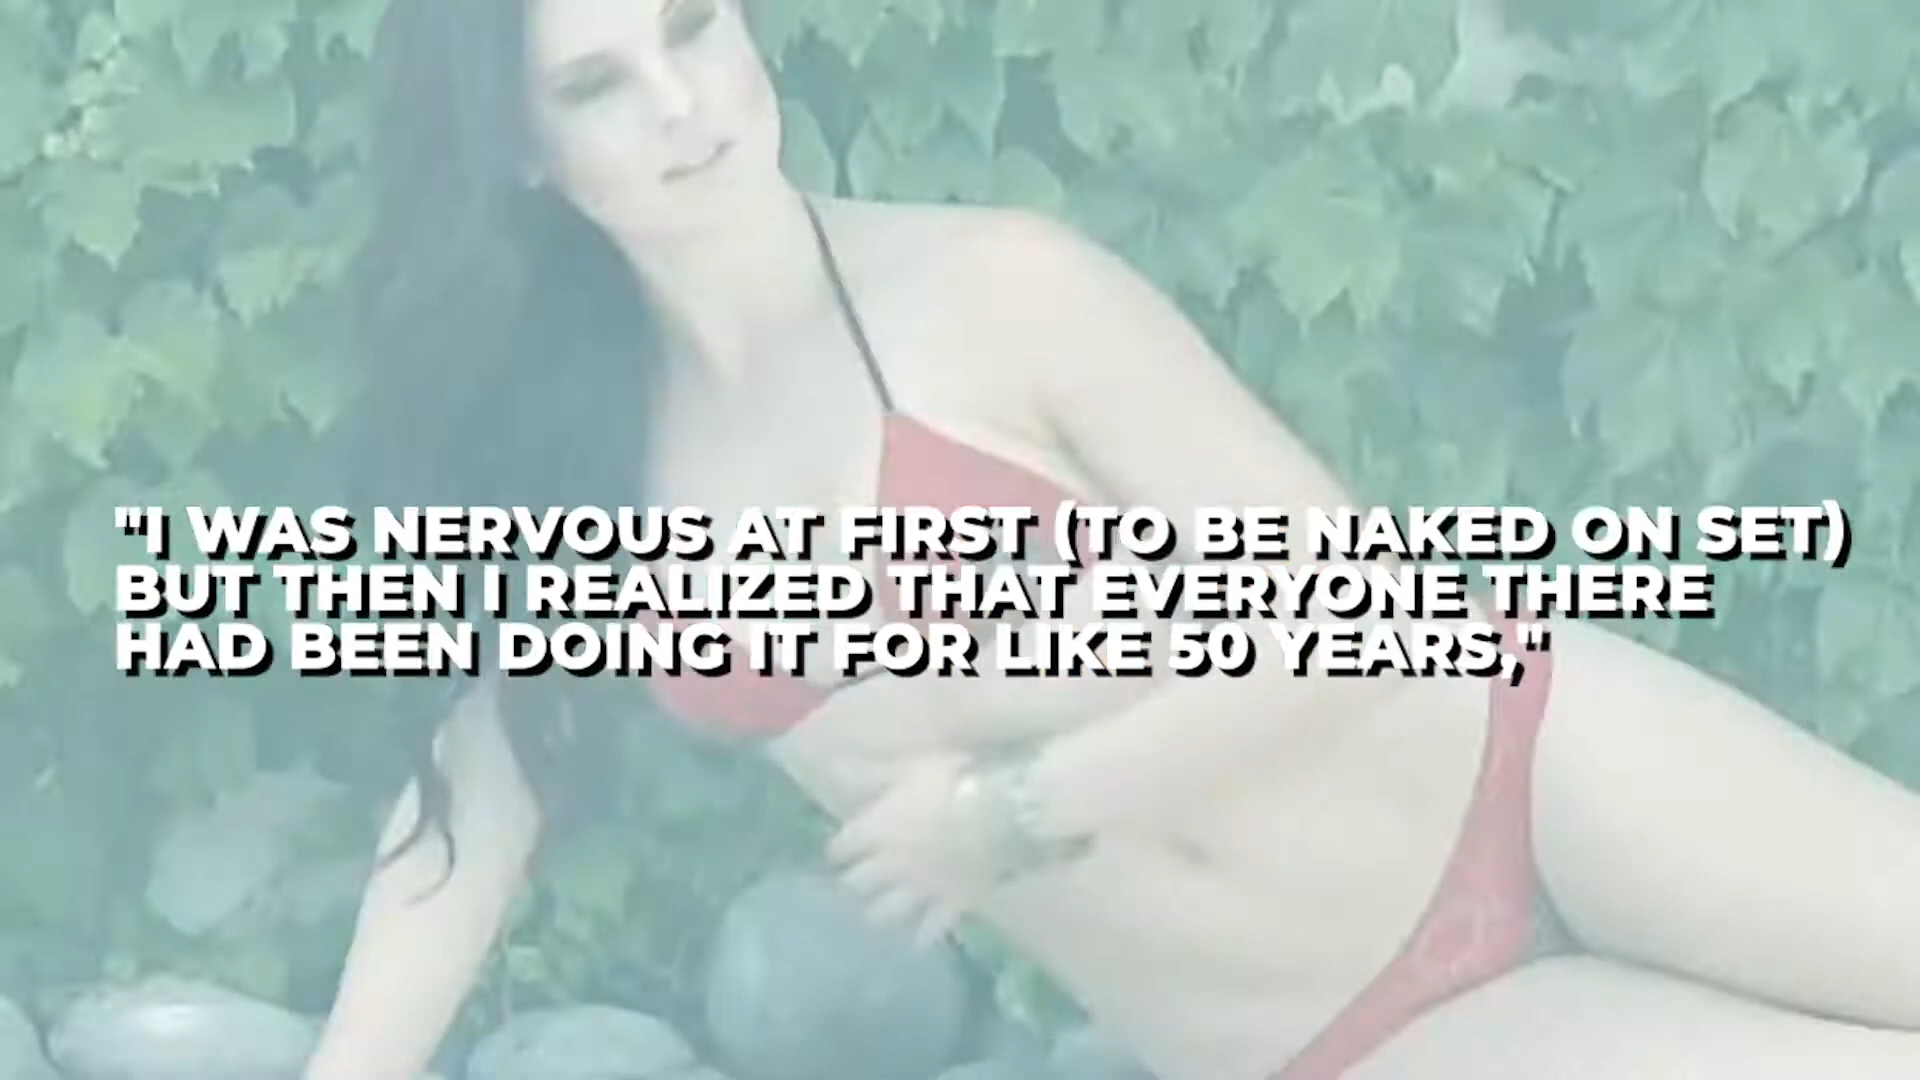 "I WAS NERVOUS AT FIRST (TO BE NAKED ON SET)
BUT THEN I REALIZED THAT EVERYONE THERE
HAD BEEN DOING IT FOR LIKE 50 YEARS,"